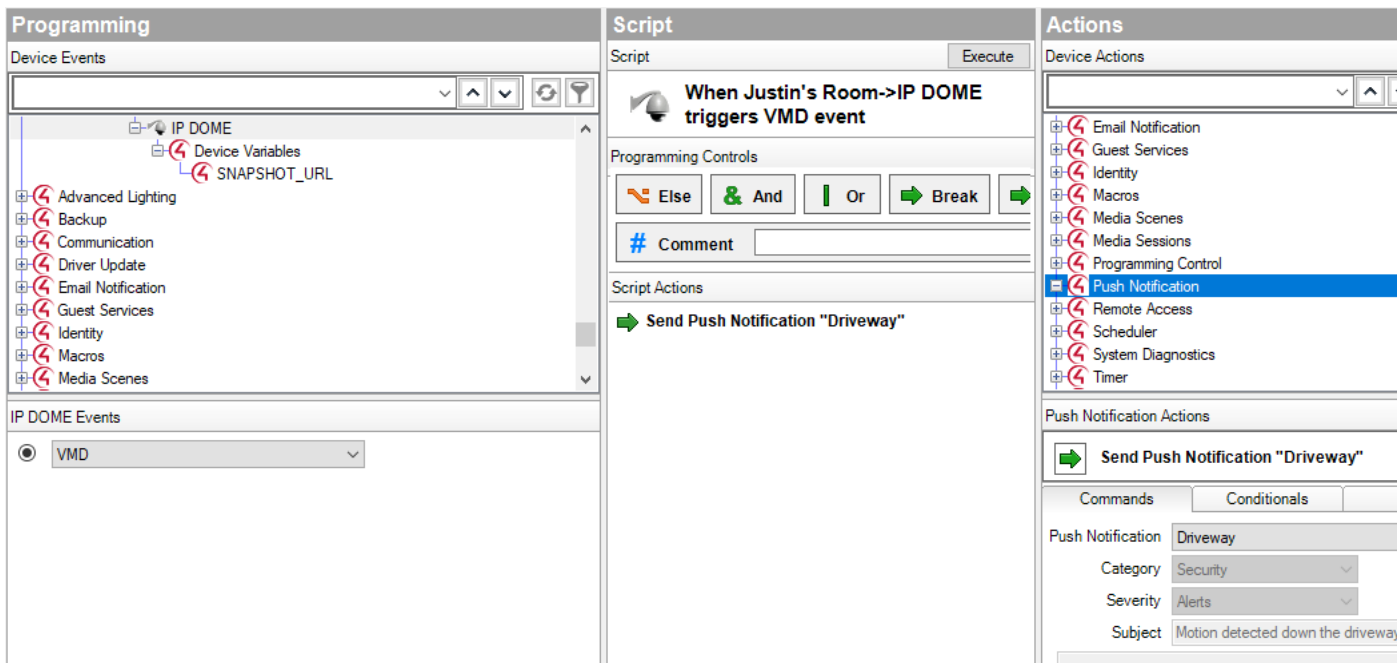 Programming
Device Events
IP DOME
Device Variables
SNAPSHOT_URL
Advanced Lighting
Backup
Communication
Driver Update
Email Notification
Guest Services
Identity
Macros
Media Scenes
IP DOME Events
VMD
Script
Script
Execute
When Justin's Room->IP DOME
triggers VMD event
Programming Controls
Else
& And
Or
Break
# Comment
Script Actions
Send Push Notification "Driveway"
Actions
Device Actions
Email Notification
Guest Services
Identity
Macros
Media Scenes
Media Sessions
Programming Control
Push Notification
Remote Access
Scheduler
System Diagnostics
Timer
Push Notification Actions
Send Push Notification "Driveway"
Commands
Conditionals
Push Notification Driveway
Category Security
Severity Alerts
Subject Motion detected down the driveway